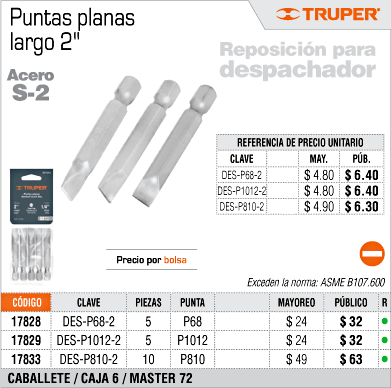 Puntas planas
largo 2"
TRUPER
Reposición para
despachador
Acero
S-2
REFERENCIA DE PRECIO UNITARIO
CLAVE MAY. PÚB.
DES-P68-2 $ 4.80 $ 6.40
DES-P1012-2 $ 4.80 $ 6.40
DES-P810-2 $ 4.90 $ 6.30
TRUPER
Precio por bolsa
Exceden la norma: ASME B107.600
CÓDIGO CLAVE PIEZAS PUNTA MAYOREO PÚBLICO R
17828 DES-P68-2 5 P68 $ 24 $ 32
17829 DES-P1012-2 5 P1012 $ 24 $ 32
17833 DES-P810-2 10 P810 $ 49 $ 63
CABALLETE / CAJA 6 / MASTER 72